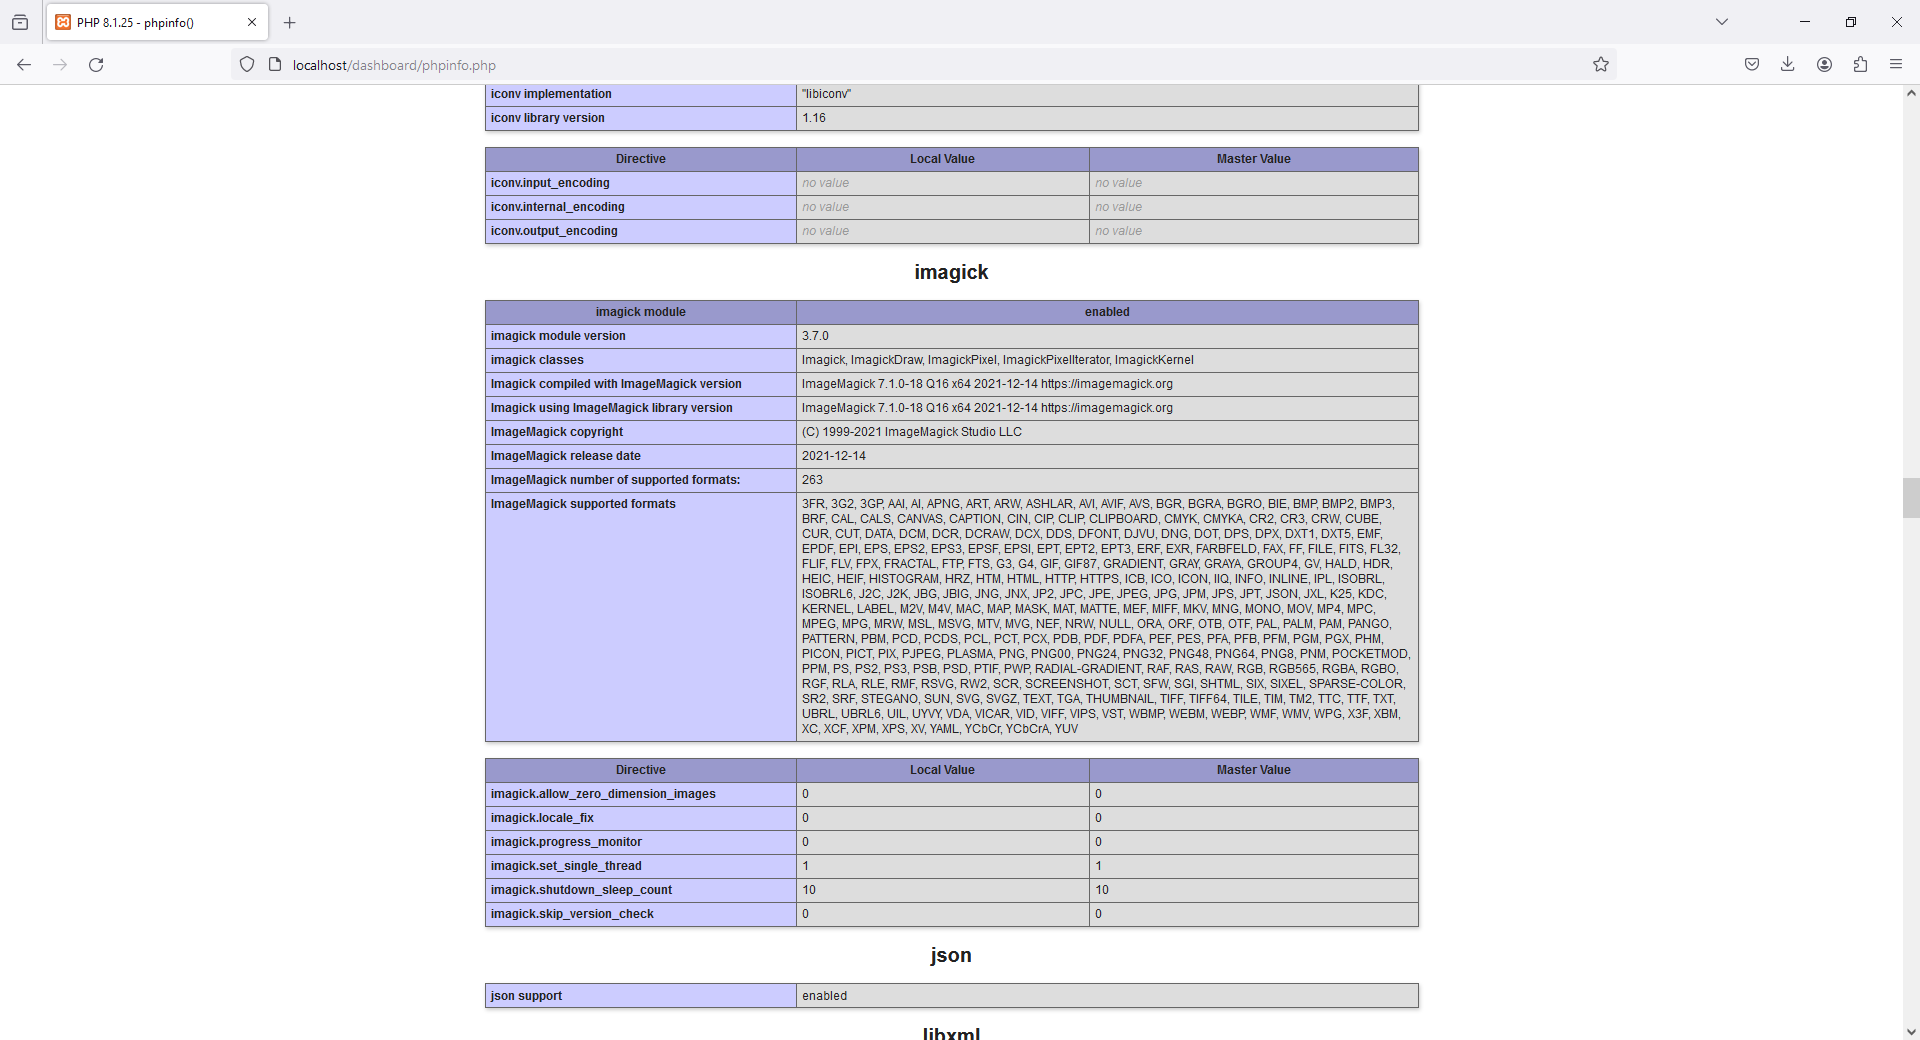 PHP 8.1.25 - phpinfo()
localhost/dashboard/phpinfo.php
iconv implementation "libiconv"
iconv library version 1.16
Directive Local Value Master Value
iconv.input_encoding no value no value
iconv.internal_encoding no value no value
iconv.output_encoding no value no value
imagick
imagick module enabled
imagick module version 3.7.0
imagick classes Imagick, ImagickDraw, ImagickPixel, ImagickPixelIterator, ImagickKernel
Imagick compiled with ImageMagick version ImageMagick 7.1.0-18 Q16 x64 2021-12-14 https://imagemagick.org
Imagick using ImageMagick library version ImageMagick 7.1.0-18 Q16 x64 2021-12-14 https://imagemagick.org
ImageMagick copyright (C) 1999-2021 ImageMagick Studio LLC
ImageMagick release date 2021-12-14
ImageMagick number of supported formats: 263
ImageMagick supported formats 3FR, 3G2, 3GP, AAI, AI, APNG, ART, ARW, ASHLAR, AVI, AVIF, AVS, BGR, BGRA, BGRO, BIE, BMP, BMP2, BMP3,
BRF, CAL, CALS, CANVAS, CAPTION, CIN, CIP, CLIP, CLIPBOARD, CMYK, CMYKA, CR2, CR3, CRW, CUBE,
CUR, CUT, DATA, DCM, DCR, DCRAW, DCX, DDS, DFONT, DJVU, DNG, DOT, DPS, DPX, DXT1, DXT5, EMF,
EPDF, EPI, EPS, EPS2, EPS3, EPSF, EPSI, EPT, EPT2, EPT3, ERF, EXR, FARBFELD, FAX, FF, FILE, FITS, FL32,
FLIF, FLV, FPX, FRACTAL, FTP, FTS, G3, G4, GIF, GIF87, GRADIENT, GRAY, GRAYA, GROUP4, GV, HALD, HDR,
HEIC, HEIF, HISTOGRAM, HRZ, HTM, HTML, HTTP, HTTPS, ICB, ICO, ICON, IIQ, INFO, INLINE, IPL, ISOBRL,
ISOBRL6, J2C, J2K, JBG, JBIG, JNG, JNX, JP2, JPC, JPE, JPEG, JPG, JPM, JPS, JPT, JSON, JXL, K25, KDC,
KERNEL, LABEL, M2V, M4V, MAC, MAP, MASK, MAT, MATTE, MEF, MIFF, MKV, MNG, MONO, MOV, MP4, MPC,
MPEG, MPG, MRW, MSL, MSVG, MTV, MVG, NEF, NRW, NULL, ORA, ORF, OTB, OTF, PAL, PALM, PAM, PANGO,
PATTERN, PBM, PCD, PCDS, PCL, PCT, PCX, PDB, PDF, PDFA, PEF, PES, PFA, PFB, PFM, PGM, PGX, PHM,
PICON, PICT, PIX, PJPEG, PLASMA, PNG, PNG00, PNG24, PNG32, PNG48, PNG64, PNG8, PNM, POCKETMOD,
PPM, PS, PS2, PS3, PSB, PSD, PTIF, PWP, RADIAL-GRADIENT, RAF, RAS, RAW, RGB, RGB565, RGBA, RGBO,
RGF, RLA, RLE, RMF, RSVG, RW2, SCR, SCREENSHOT, SCT, SFW, SGI, SHTML, SIX, SIXEL, SPARSE-COLOR,
SR2, SRF, STEGANO, SUN, SVG, SVGZ, TEXT, TGA, THUMBNAIL, TIFF, TIFF64, TILE, TIM, TM2, TTC, TTF, TXT,
UBRL, UBRL6, UIL, UYVY, VDA, VICAR, VID, VIFF, VIPS, VST, WBMP, WEBM, WEBP, WMF, WMV, WPG, X3F, XBM,
XC, XCF, XPM, XPS, XV, YAML, YCbCr, YCbCrA, YUV
Directive Local Value Master Value
imagick.allow_zero_dimension_images 0 0
imagick.locale_fix 0 0
imagick.progress_monitor 0 0
imagick.set_single_thread 1 1
imagick.shutdown_sleep_count 10 10
imagick.skip_version_check 0 0
json
json support enabled
libxml